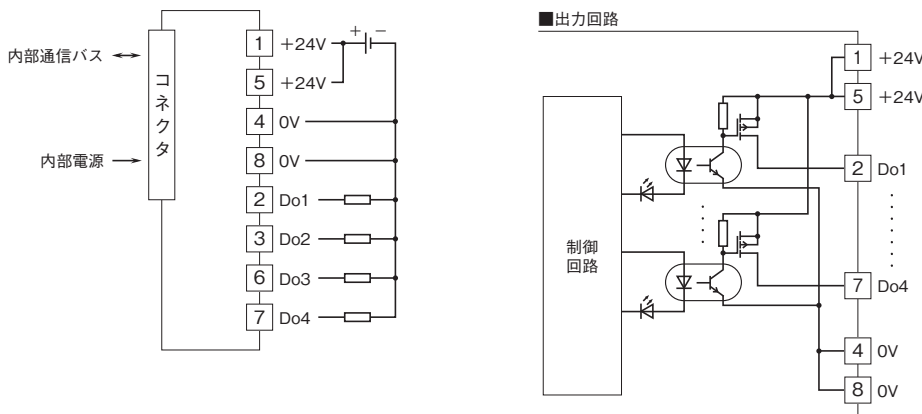 内部通信バス
内部電源
コネクタ
1 +24V
+ −
5 +24V
4 0V
8 0V
2 Do1
3 Do2
6 Do3
7 Do4
■出力回路
制御
回路
1 +24V
5 +24V
2 Do1
7 Do4
4 0V
8 0V